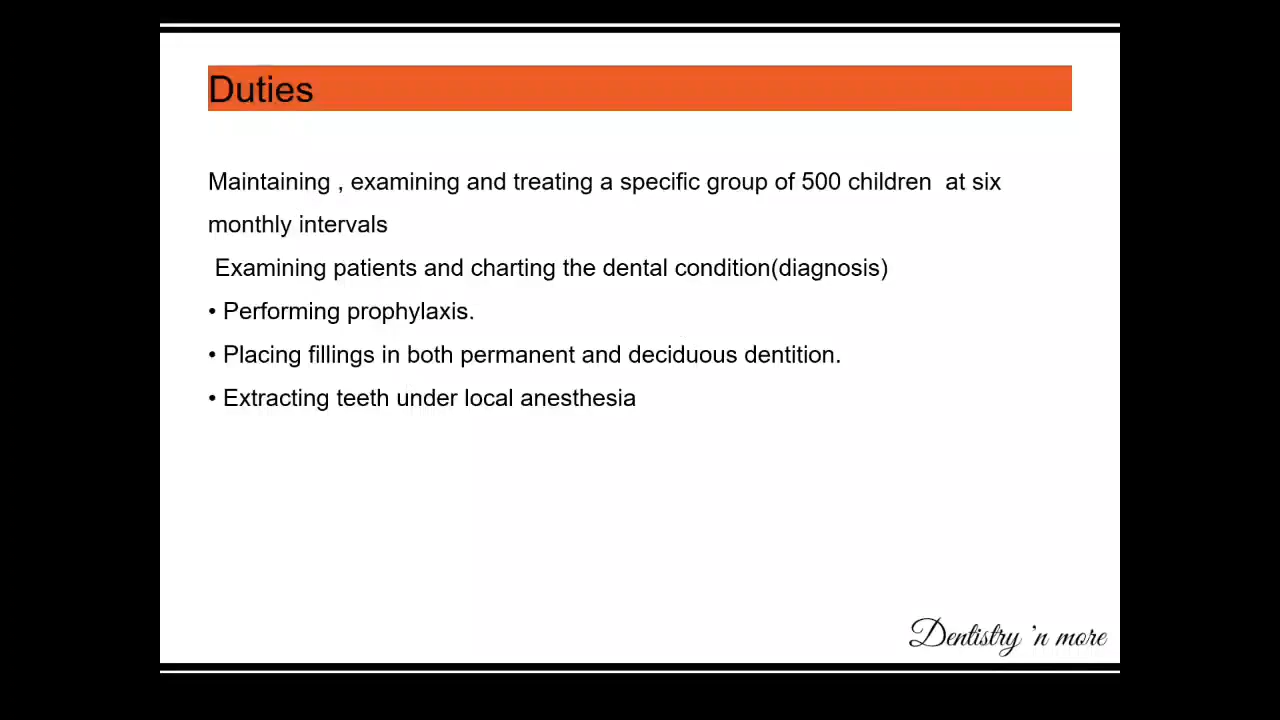 Duties
Maintaining , examining and treating a specific group of 500 children  at six
monthly intervals
Examining patients and charting the dental condition(diagnosis)
• Performing prophylaxis.
• Placing fillings in both permanent and deciduous dentition.
• Extracting teeth under local anesthesia
Dentistry 'n more